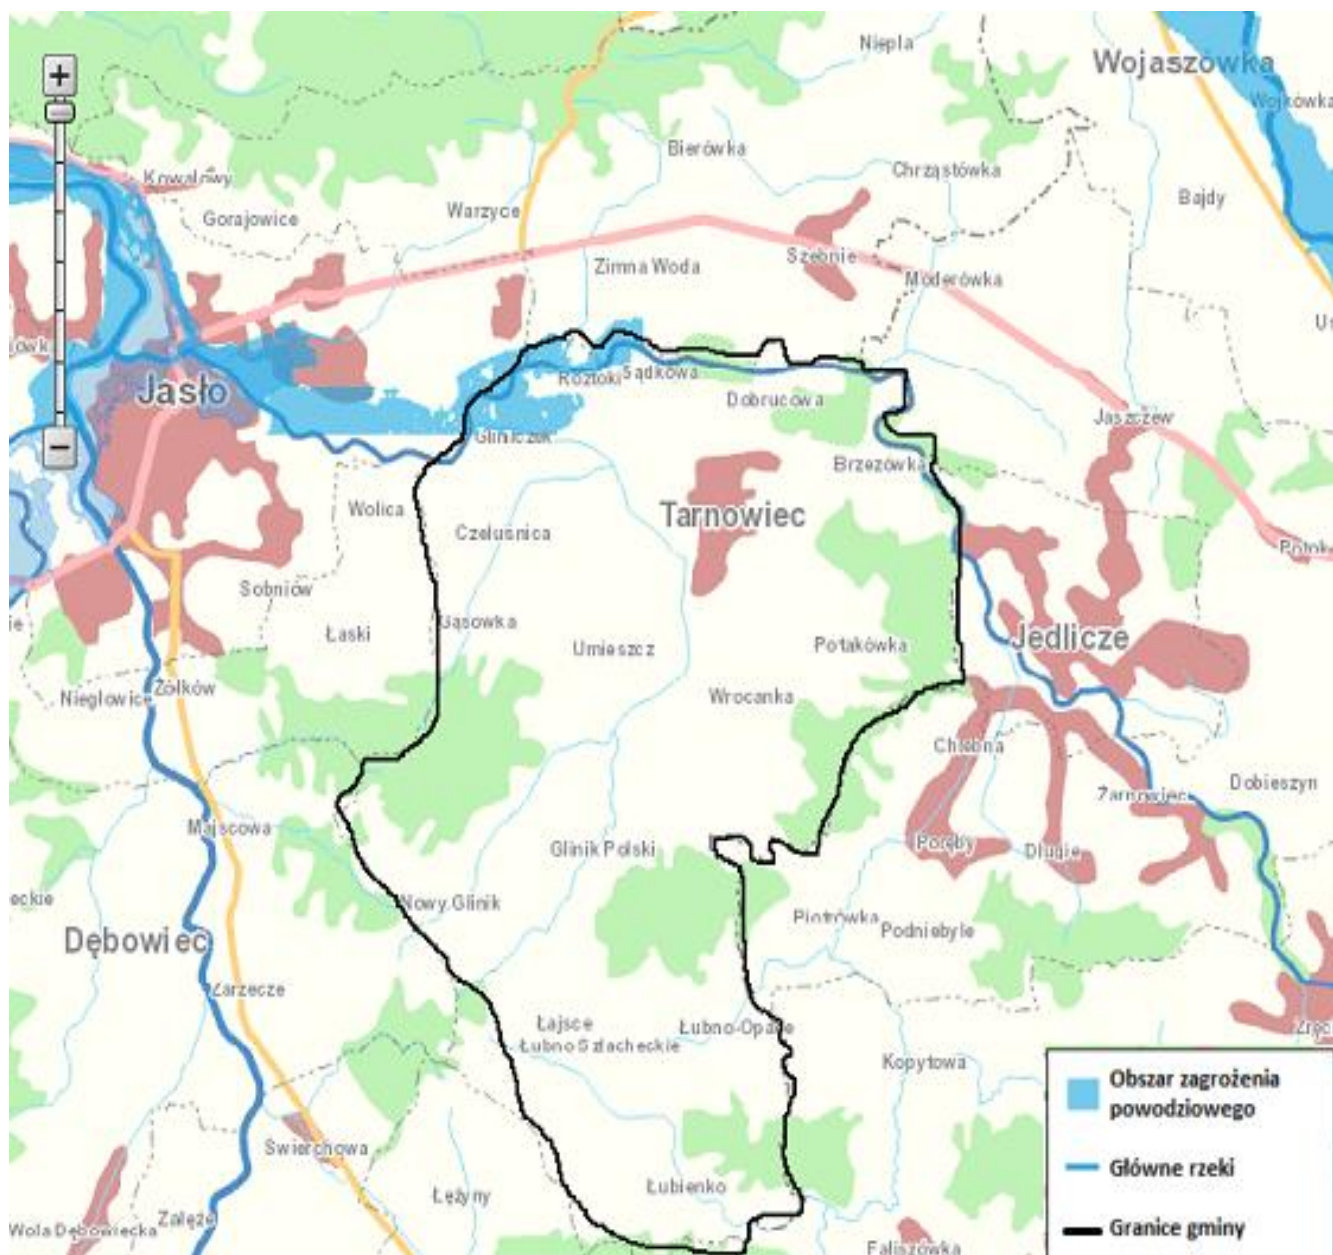 Niepla
Wojaszówka
Wojkówka
Bierówka
Kowalowy
Chrząstówka
Bajdy
Gorajowice
Warzyce
Szebnie
Zimna Woda
Moderówka
Jasło
Roztoki
Sądkowa
Dobrucowa
Jaszczew
Gliniczek
Brzezówka
Wolica
Tarnowiec
Czeluśnica
Potok
Sobniów
Łaski
Gąsówka
Umieszcz
Potakówka
Jedlicze
Niegłowice
Żółków
Wrocanka
Chlebna
Dobieszyn
Żarnowiec
Majscowa
Glinik Polski
Poręby
Długie
eckie
Nowy Glinik
Piotrówka
Podniebyle
Dębowiec
Zarzecze
Łajsce
Łubno Szlacheckie
Łubno-Opace
Kopytowa
Obszar zagrożenia
powodziowego
Świerchowa
Główne rzeki
Łubienko
Łężyny
Wola Dębowiecka
Załęże
Granice gminy
Faliszówka